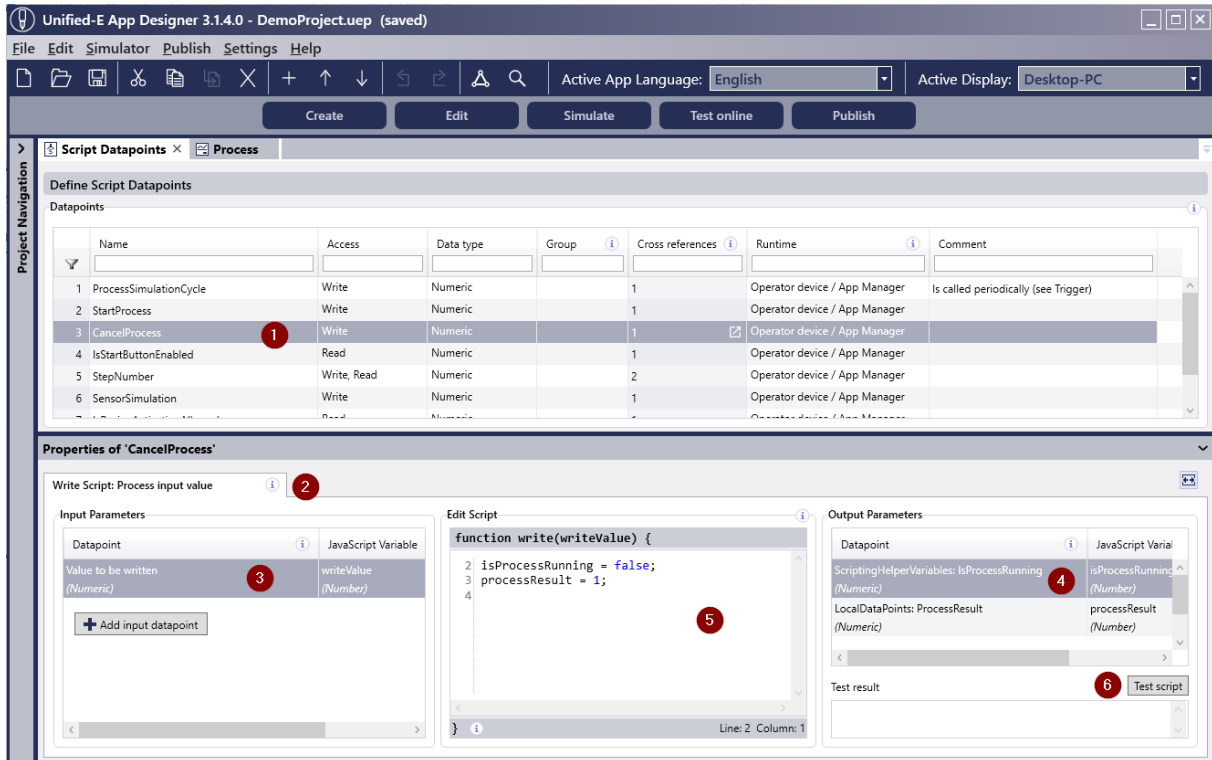 Unified-E App Designer 3.1.4.0 - DemoProject.uep (saved)
File Edit Simulator Publish Settings Help
Active App Language: English Active Display: Desktop-PC
Create Edit Simulate Test online Publish
Project Navigation
Script Datapoints × Process
Define Script Datapoints
Datapoints
Name Access Data type Group Cross references Runtime Comment
1 ProcessSimulationCycle Write Numeric 1 Operator device / App Manager Is called periodically (see Trigger)
2 StartProcess Write Numeric 1 Operator device / App Manager
3 CancelProcess 1 Write Numeric 1 Operator device / App Manager
4 IsStartButtonEnabled Read Numeric 1 Operator device / App Manager
5 StepNumber Write, Read Numeric 2 Operator device / App Manager
6 SensorSimulation Write Numeric 1 Operator device / App Manager
Properties of 'CancelProcess'
Write Script: Process input value 2
Input Parameters
Datapoint JavaScript Variable
Value to be written writeValue
(Numeric) 3 (Number)
+ Add input datapoint
Edit Script
function write(writeValue) {
2 isProcessRunning = false;
3 processResult = 1;
4
5
} Line: 2 Column: 1
Output Parameters
Datapoint JavaScript Varial
ScriptingHelperVariables: IsProcessRunning isProcessRunning
(Numeric) 4 (Number)
LocalDataPoints: ProcessResult processResult
(Numeric) (Number)
Test result 6 Test script